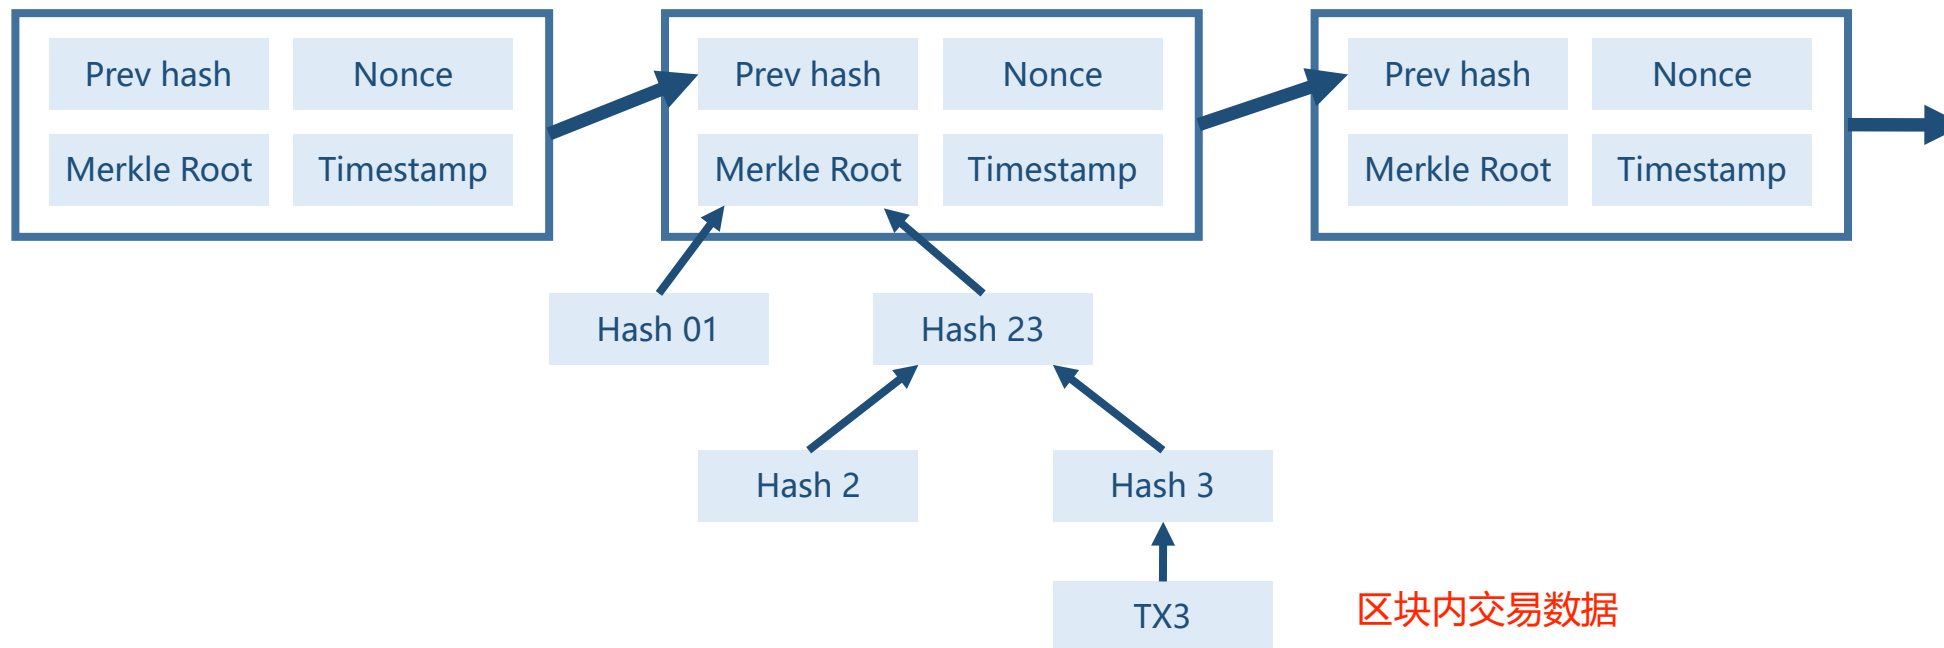 Prev hash Nonce Prev hash Nonce Prev hash Nonce
Merkle Root Timestamp Merkle Root Timestamp Merkle Root Timestamp
Hash 01 Hash 23
Hash 2 Hash 3
TX3 区块内交易数据